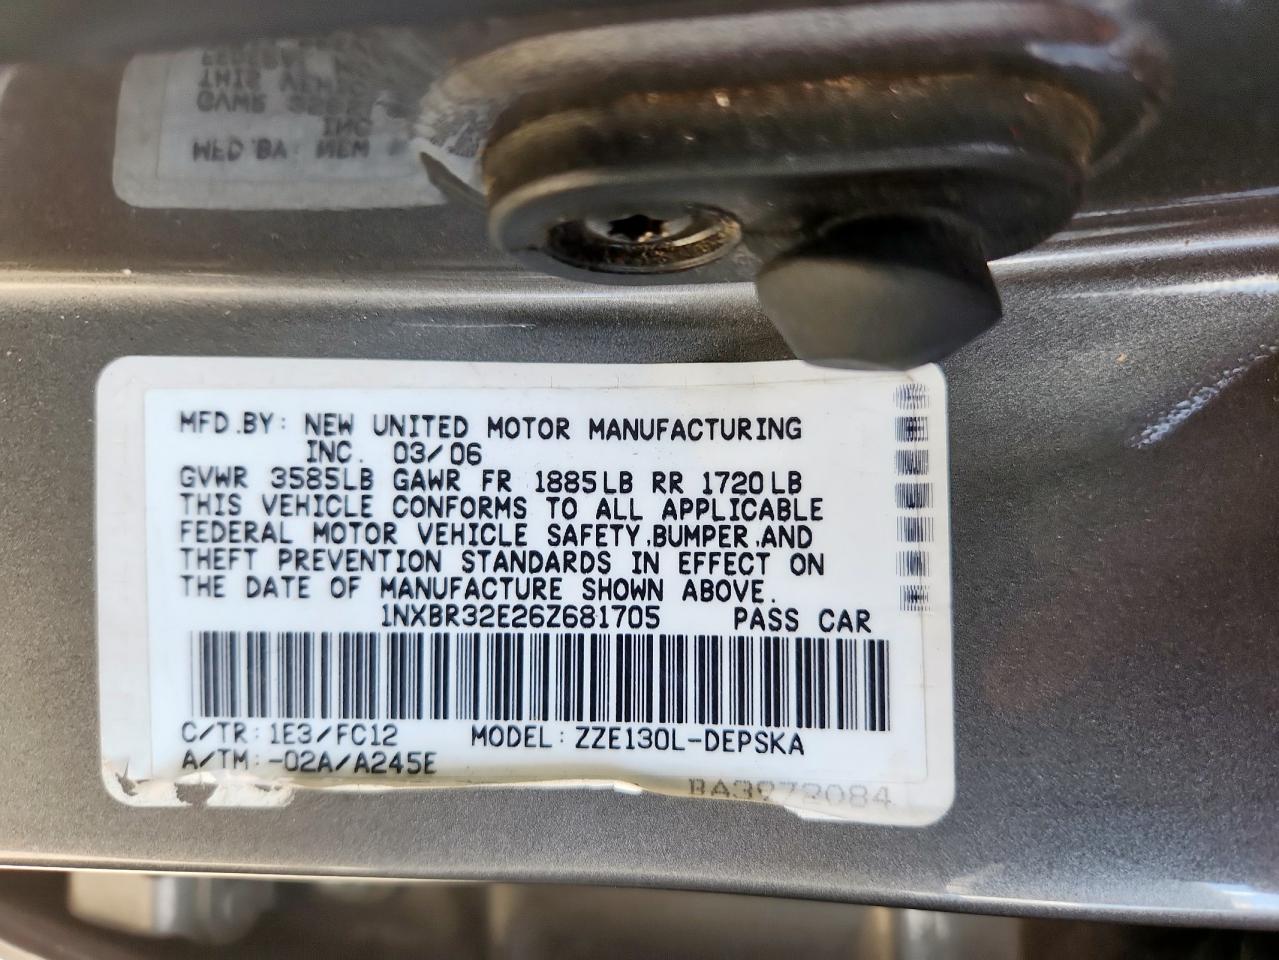 MFD.BY: NEW UNITED MOTOR MANUFACTURING
INC. 03/06
GVWR 3585LB GAWR FR 1885LB RR 1720LB
THIS VEHICLE CONFORMS TO ALL APPLICABLE
FEDERAL MOTOR VEHICLE SAFETY,BUMPER,AND
THEFT PREVENTION STANDARDS IN EFFECT ON
THE DATE OF MANUFACTURE SHOWN ABOVE.
1NXBR32E26Z681705 PASS CAR
C/TR:1E3/FC12 MODEL:ZZE130L-DEPSKA
A/TM:-02A/A245E